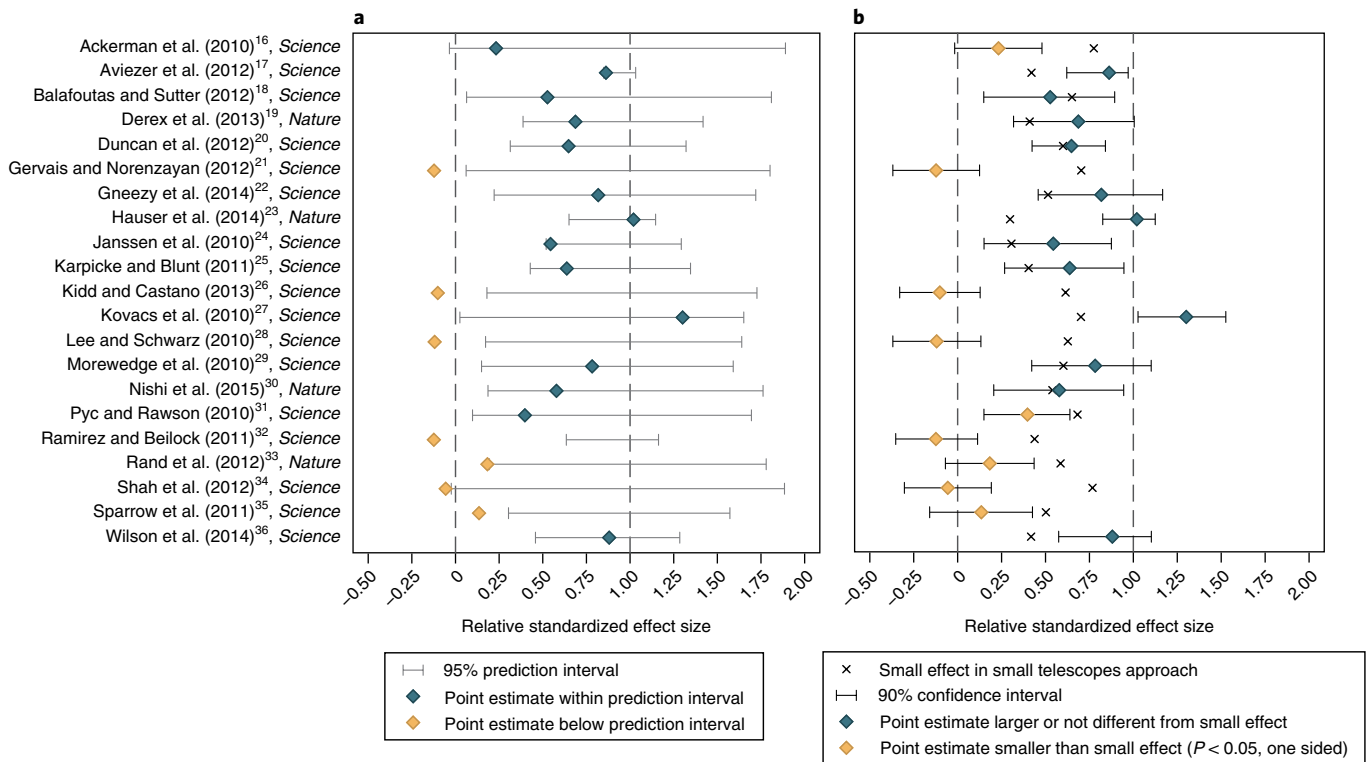 a
b
Ackerman et al. (2010)16, Science
Aviezer et al. (2012)17, Science
Balafoutas and Sutter (2012)18, Science
Derex et al. (2013)19, Nature
Duncan et al. (2012)20, Science
Gervais and Norenzayan (2012)21, Science
Gneezy et al. (2014)22, Science
Hauser et al. (2014)23, Nature
Janssen et al. (2010)24, Science
Karpicke and Blunt (2011)25, Science
Kidd and Castano (2013)26, Science
Kovacs et al. (2010)27, Science
Lee and Schwarz (2010)28, Science
Morewedge et al. (2010)29, Science
Nishi et al. (2015)30, Nature
Pyc and Rawson (2010)31, Science
Ramirez and Beilock (2011)32, Science
Rand et al. (2012)33, Nature
Shah et al. (2012)34, Science
Sparrow et al. (2011)35, Science
Wilson et al. (2014)36, Science
−0.50 −0.25 0 0.25 0.50 0.75 1.00 1.25 1.50 1.75 2.00
Relative standardized effect size
95% prediction interval
Point estimate within prediction interval
Point estimate below prediction interval
−0.50 −0.25 0 0.25 0.50 0.75 1.00 1.25 1.50 1.75 2.00
Relative standardized effect size
Small effect in small telescopes approach
90% confidence interval
Point estimate larger or not different from small effect
Point estimate smaller than small effect (P < 0.05, one sided)